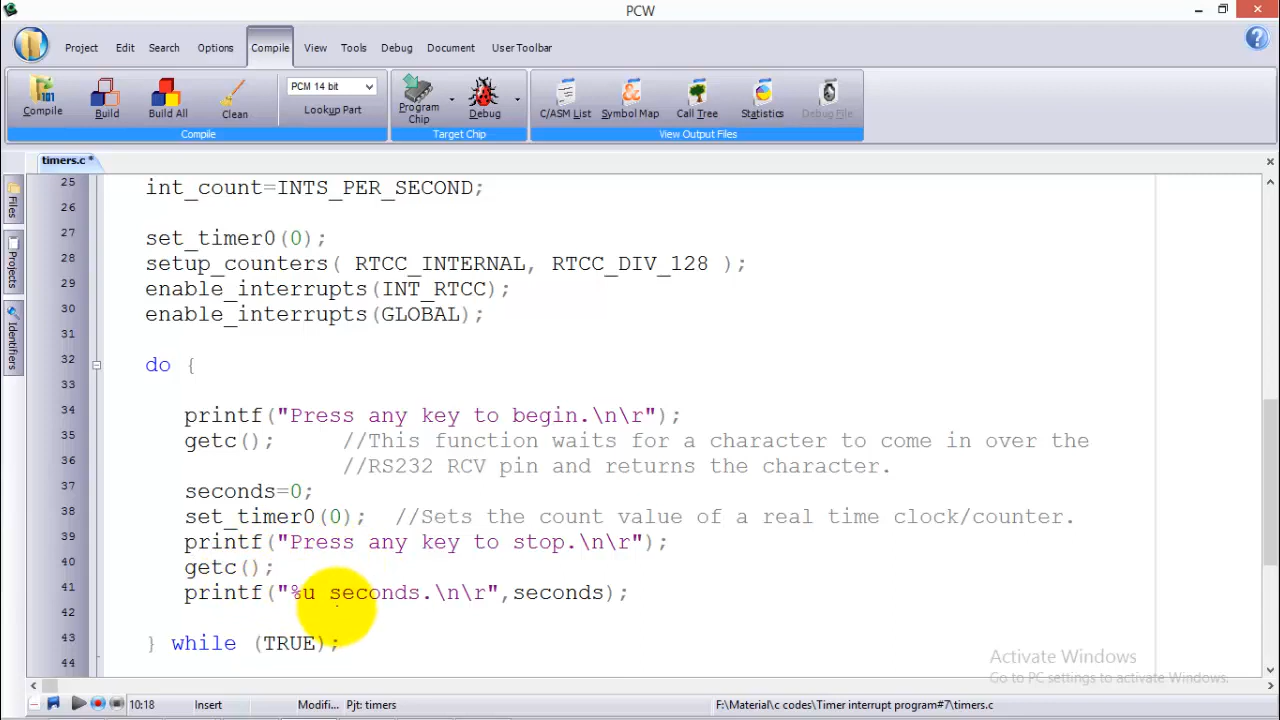 PCW
Project Edit Search Options Compile View Tools Debug Document User Toolbar
Compile Build Build All Clean
PCM 14 bit
Lookup Part
Program Chip
Debug
C/ASM List Symbol Map Call Tree Statistics Debug File
Compile Target Chip View Output Files
timers.c *
Files
Projects
Identifiers
25 int_count=INTS_PER_SECOND;
26
27 set_timer0(0);
28 setup_counters( RTCC_INTERNAL, RTCC_DIV_128 );
29 enable_interrupts(INT_RTCC);
30 enable_interrupts(GLOBAL);
31
32 do {
33
34 printf("Press any key to begin.\n\r");
35 getc(); //This function waits for a character to come in over the
36 //RS232 RCV pin and returns the character.
37 seconds=0;
38 set_timer0(0); //Sets the count value of a real time clock/counter.
39 printf("Press any key to stop.\n\r");
40 getc();
41 printf("%u seconds.\n\r",seconds);
42
43 } while (TRUE);
44
Activate Windows
Go to PC settings to activate Windows.
10:18 Insert Modifi... Pjt: timers F:\Material\c codes\Timer interrupt program#7\timers.c